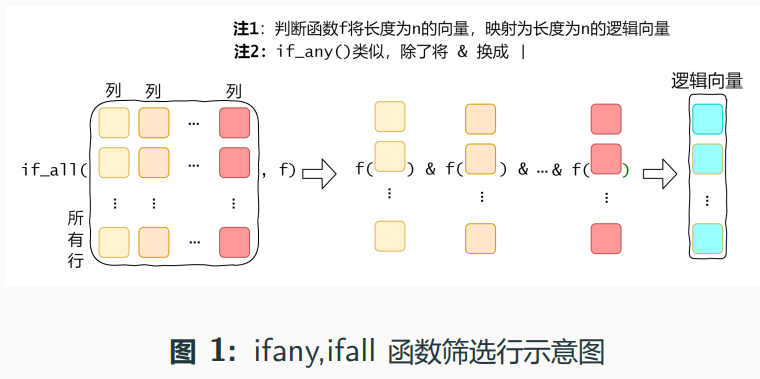 注1：判断函数f将长度为n的向量，映射为长度为n的逻辑向量
注2：if_any()类似，除了将 & 换成 |
逻辑向量
列 列 列
...
if_all( ... , f) f( ) & f( ) & ...& f( )
⋮ ⋮ ⋮ ⋮ ⋮ ⋮ ⋮
所有行
...
图 1: ifany,ifall 函数筛选行示意图